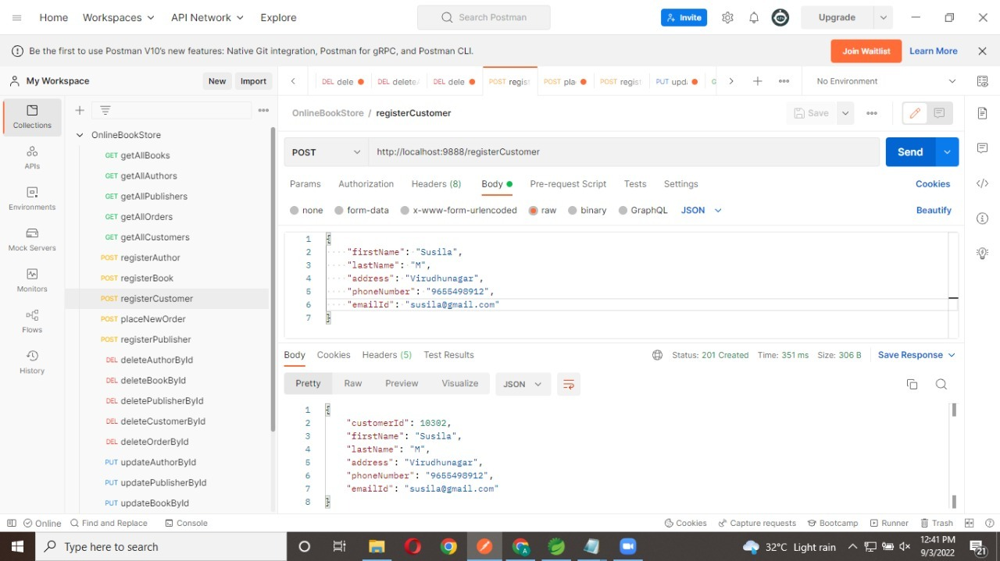 Home Workspaces API Network Explore Search Postman Invite Upgrade
Be the first to use Postman V10's new features: Native Git integration, Postman for gRPC, and Postman CLI. Join Waitlist Learn More
My Workspace New Import DEL dele DEL delete DEL dele POST regist POST pla POST regist PUT upd No Environment
Collections
APIs
Environments
Mock Servers
Monitors
Flows
History
OnlineBookStore
GET getAllBooks
GET getAllAuthors
GET getAllPublishers
GET getAllOrders
GET getAllCustomers
POST registerAuthor
POST registerBook
POST registerCustomer
POST placeNewOrder
POST registerPublisher
DEL deleteAuthorById
DEL deleteBookById
DEL deletePublisherById
DEL deleteCustomerById
DEL deleteOrderById
PUT updateAuthorById
PUT updatePublisherById
PUT updateBookById
OnlineBookStore / registerCustomer Save
POST http://localhost:9888/registerCustomer Send
Params Authorization Headers (8) Body Pre-request Script Tests Settings Cookies
none form-data x-www-form-urlencoded raw binary GraphQL JSON Beautify
1 {
2 "firstName": "Susila",
3 "lastName": "M",
4 "address": "Virudhunagar",
5 "phoneNumber": "9655498912",
6 "emailId": "susila@gmail.com"
7 }
Body Cookies Headers (5) Test Results Status: 201 Created Time: 351 ms Size: 306 B Save Response
Pretty Raw Preview Visualize JSON
1 {
2 "customerId": 10302,
3 "firstName": "Susila",
4 "lastName": "M",
5 "address": "Virudhunagar",
6 "phoneNumber": "9655498912",
7 "emailId": "susila@gmail.com"
8 }
Online Find and Replace Console Cookies Capture requests Bootcamp Runner Trash
Type here to search 32°C Light rain 12:41 PM
9/3/2022 21